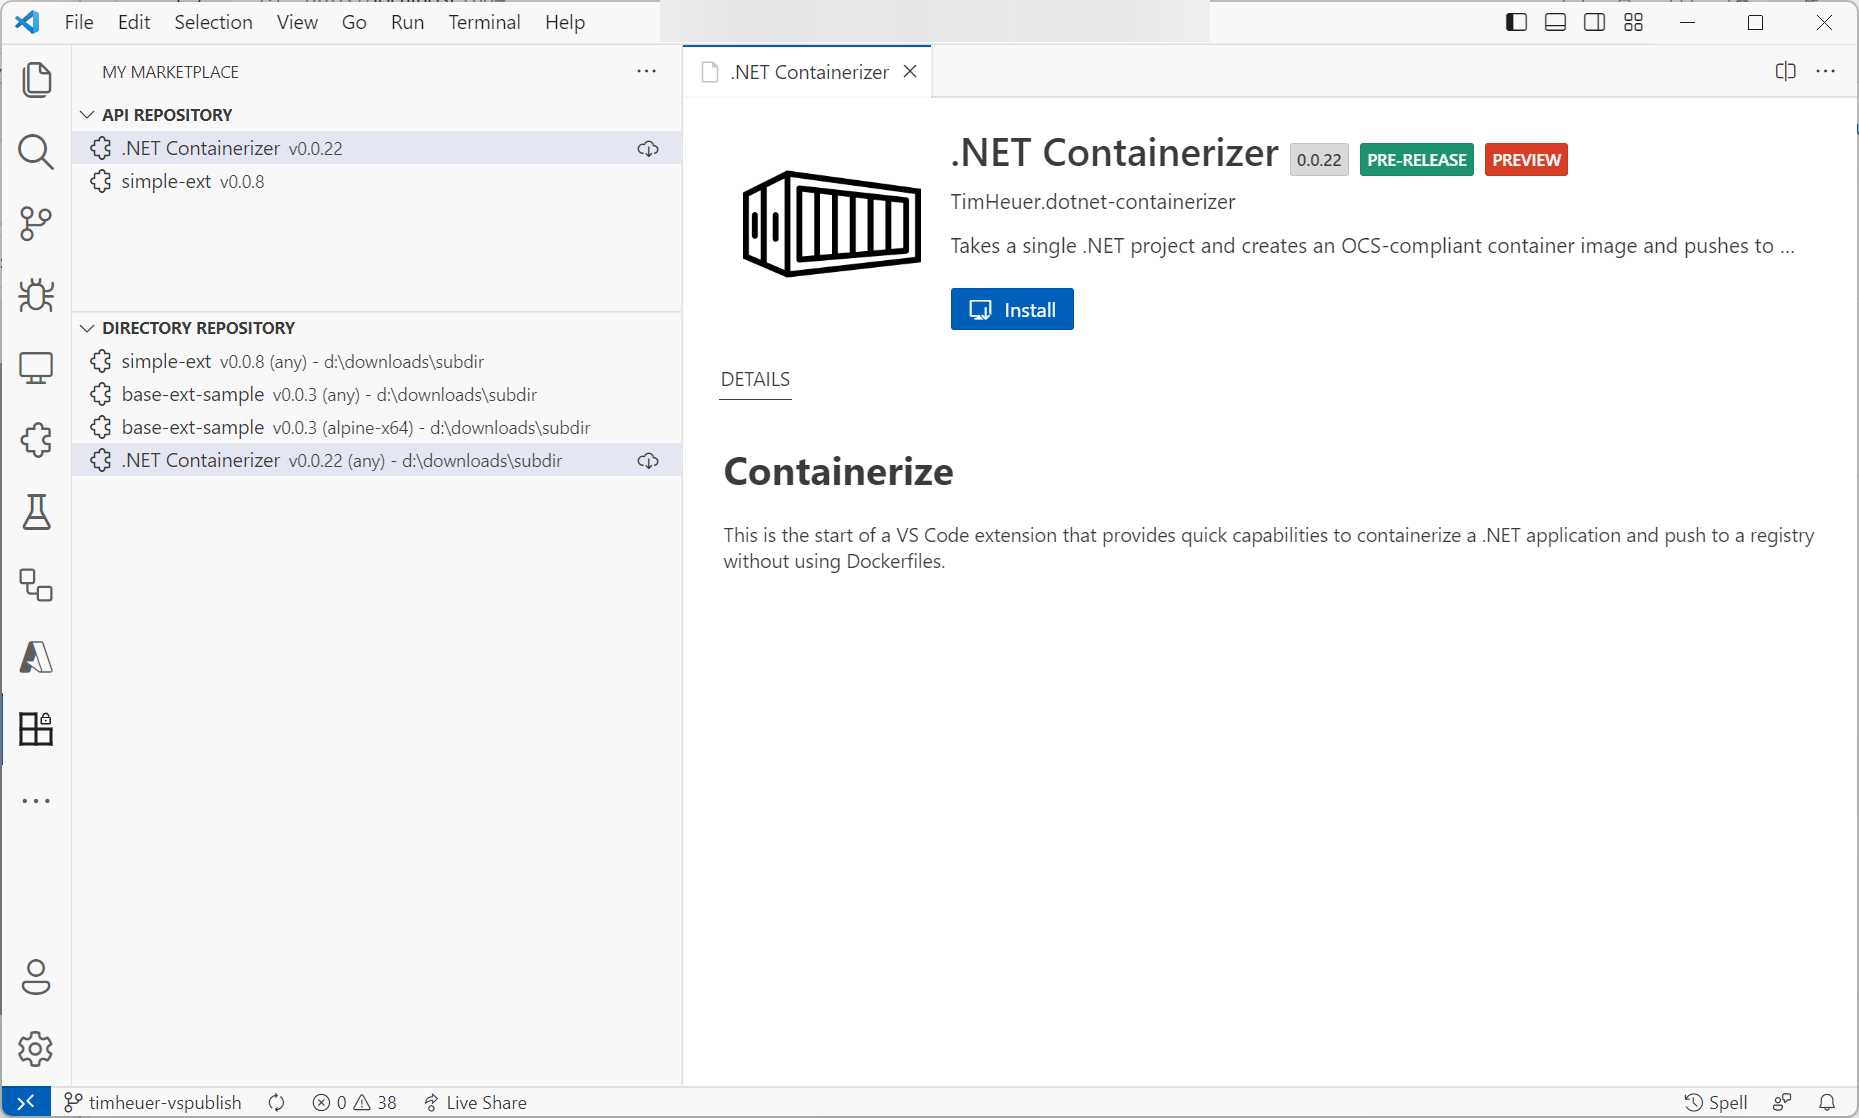 File Edit Selection View Go Run Terminal Help
MY MARKETPLACE
API REPOSITORY
.NET Containerizer v0.0.22
simple-ext v0.0.8
DIRECTORY REPOSITORY
simple-ext v0.0.8 (any) - d:\downloads\subdir
base-ext-sample v0.0.3 (any) - d:\downloads\subdir
base-ext-sample v0.0.3 (alpine-x64) - d:\downloads\subdir
.NET Containerizer v0.0.22 (any) - d:\downloads\subdir
.NET Containerizer
.NET Containerizer 0.0.22 PRE-RELEASE PREVIEW
TimHeuer.dotnet-containerizer
Takes a single .NET project and creates an OCS-compliant container image and pushes to ...
Install
DETAILS
Containerize
This is the start of a VS Code extension that provides quick capabilities to containerize a .NET application and push to a registry
without using Dockerfiles.
timheuer-vspublish 0 38 Live Share Spell